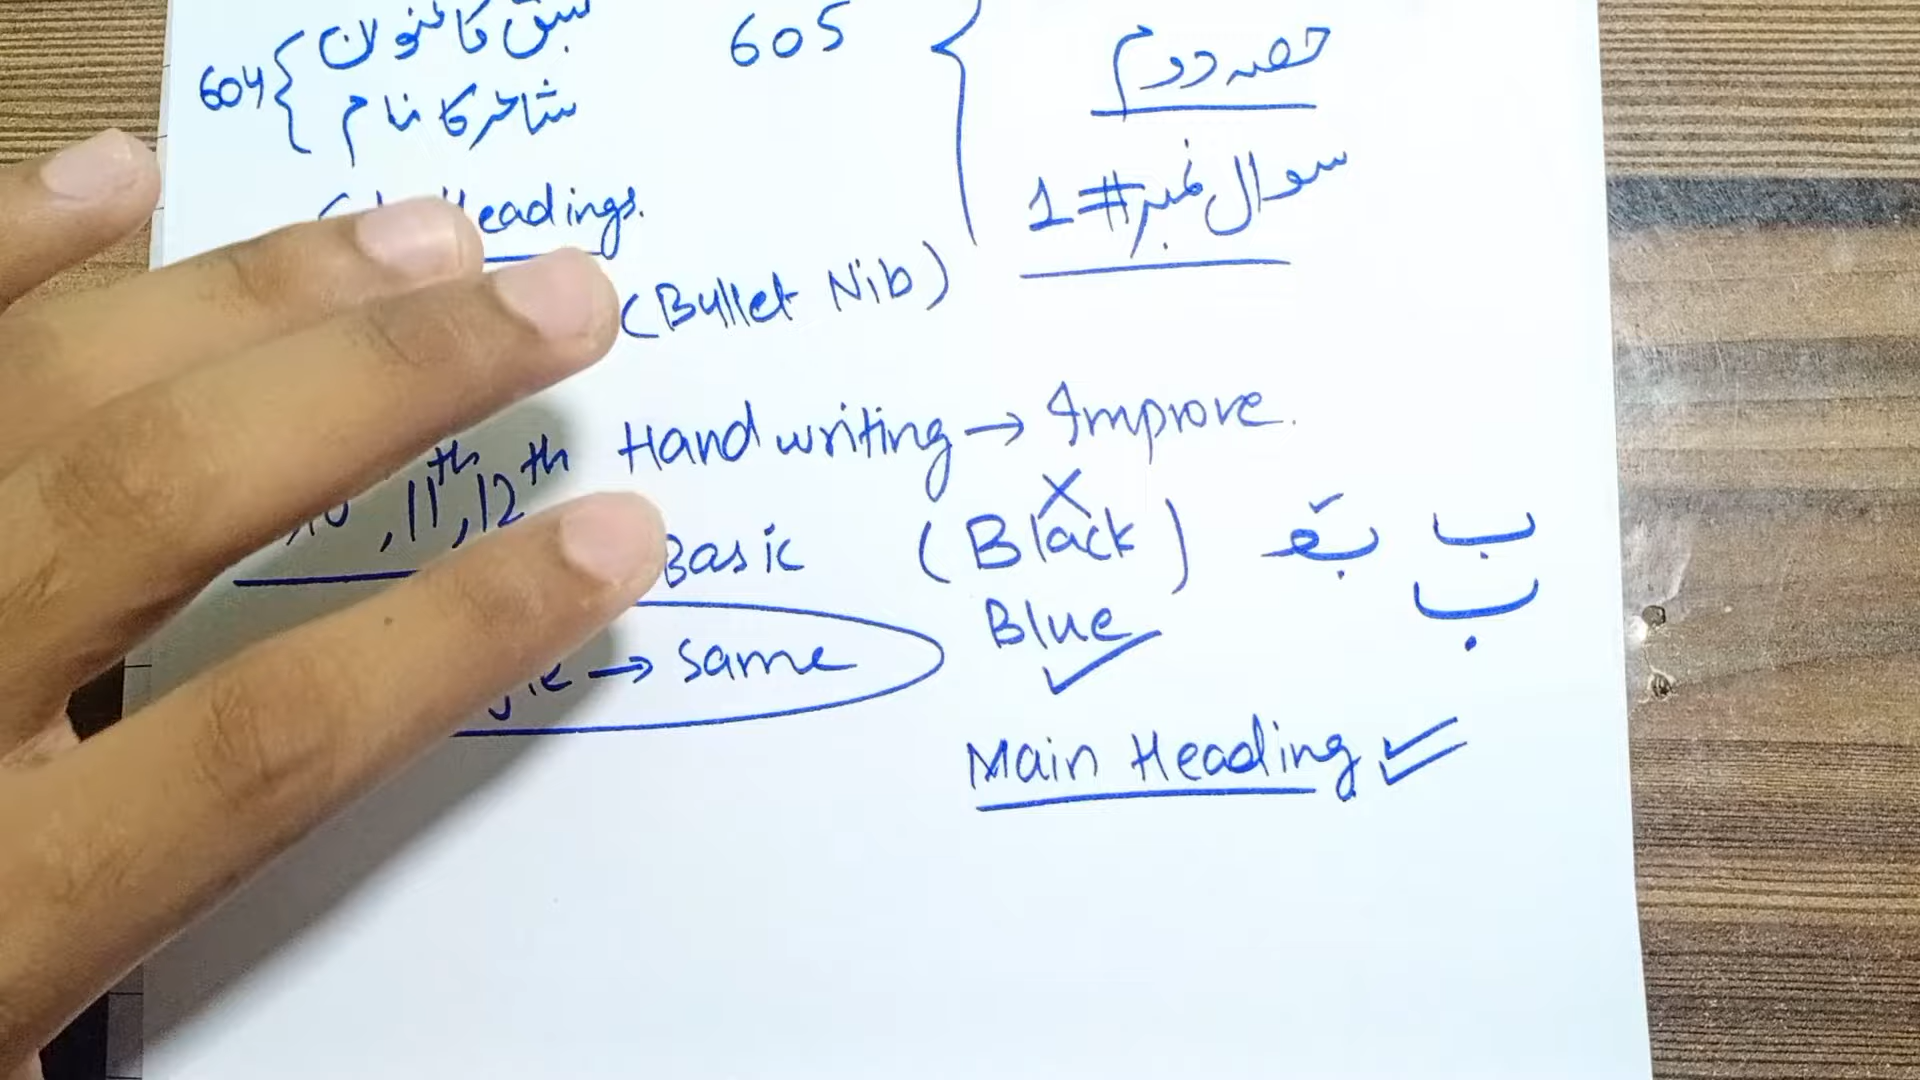 سبق کا عنوان
604 { شاعر کا نام
605 {
حصہ دوم
سوال نمبر # 1
Headings.
(Bullet Nib)
Handwriting → Improve.
, 11th, 12th
Basic
(Black) X
Blue ✓
بع ب
ب
→ same
Main Heading ✓